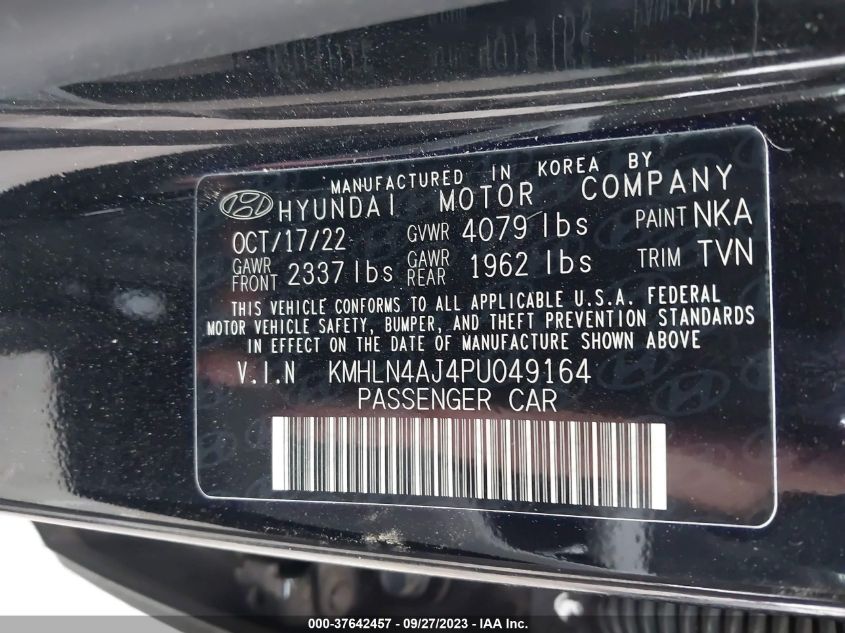 MANUFACTURED IN KOREA BY
HYUNDAI MOTOR COMPANY
OCT/17/22 GVWR 4079 lbs PAINT NKA
GAWR FRONT 2337 lbs GAWR REAR 1962 lbs TRIM TVN
THIS VEHICLE CONFORMS TO ALL APPLICABLE U.S.A. FEDERAL
MOTOR VEHICLE SAFETY, BUMPER, AND THEFT PREVENTION STANDARDS
IN EFFECT ON THE DATE OF MANUFACTURE SHOWN ABOVE
V.I.N KMHLN4AJ4PU049164
PASSENGER CAR
000-37642457 - 09/27/2023 - IAA Inc.